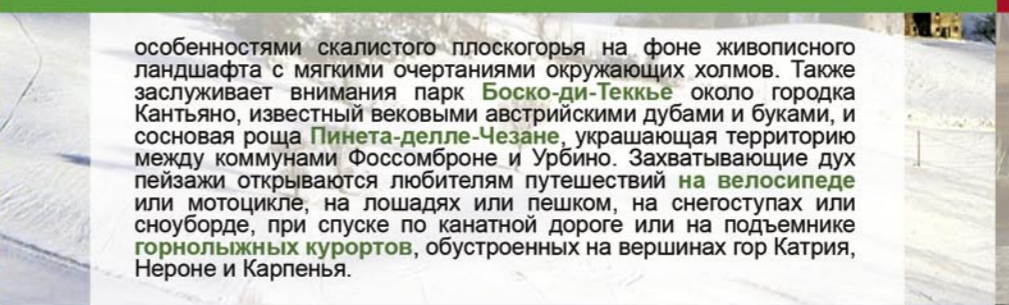 особенностями скалистого плоскогорья на фоне живописного
ландшафта с мягкими очертаниями окружающих холмов. Также
заслуживает внимания парк Боско-ди-Теккье около городка
Кантьяно, известный вековыми австрийскими дубами и буками, и
сосновая роща Пинета-делле-Чезане, украшающая территорию
между коммунами Фоссомброне и Урбино. Захватывающие дух
пейзажи открываются любителям путешествий на велосипеде
или мотоцикле, на лошадях или пешком, на снегоступах или
сноуборде, при спуске по канатной дороге или на подъемнике
горнолыжных курортов, обустроенных на вершинах гор Катрия,
Нероне и Карпенья.